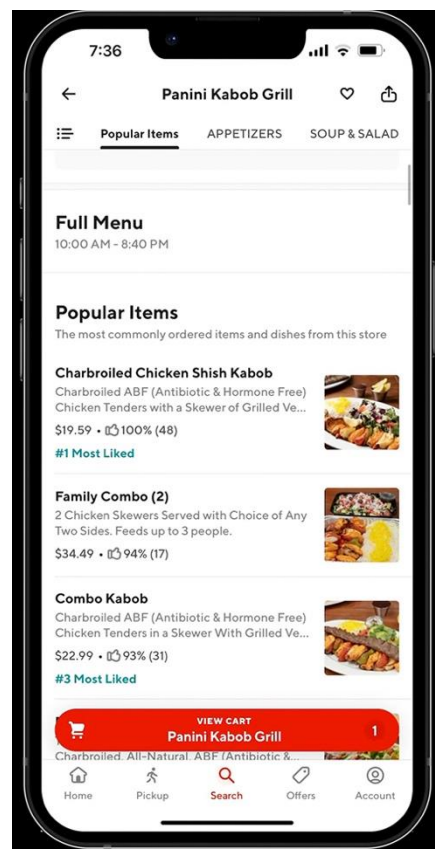 7:36
Panini Kabob Grill
Popular Items
APPETIZERS
SOUP & SALAD
Full Menu
10:00 AM - 8:40 PM
Popular Items
The most commonly ordered items and dishes from this store
Charbroiled Chicken Shish Kabob
Charbroiled ABF (Antibiotic & Hormone Free)
Chicken Tenders with a Skewer of Grilled Ve...
$19.59 • 100% (48)
#1 Most Liked
Family Combo (2)
2 Chicken Skewers Served with Choice of Any
Two Sides. Feeds up to 3 people.
$34.49 • 94% (17)
Combo Kabob
Charbroiled ABF (Antibiotic & Hormone Free)
Chicken Tenders in a Skewer With Grilled Ve...
$22.99 • 93% (31)
#3 Most Liked
VIEW CART
Panini Kabob Grill
1
Charbroiled, All-Natural, ABF (Antibiotic &...
Home
Pickup
Search
Offers
Account